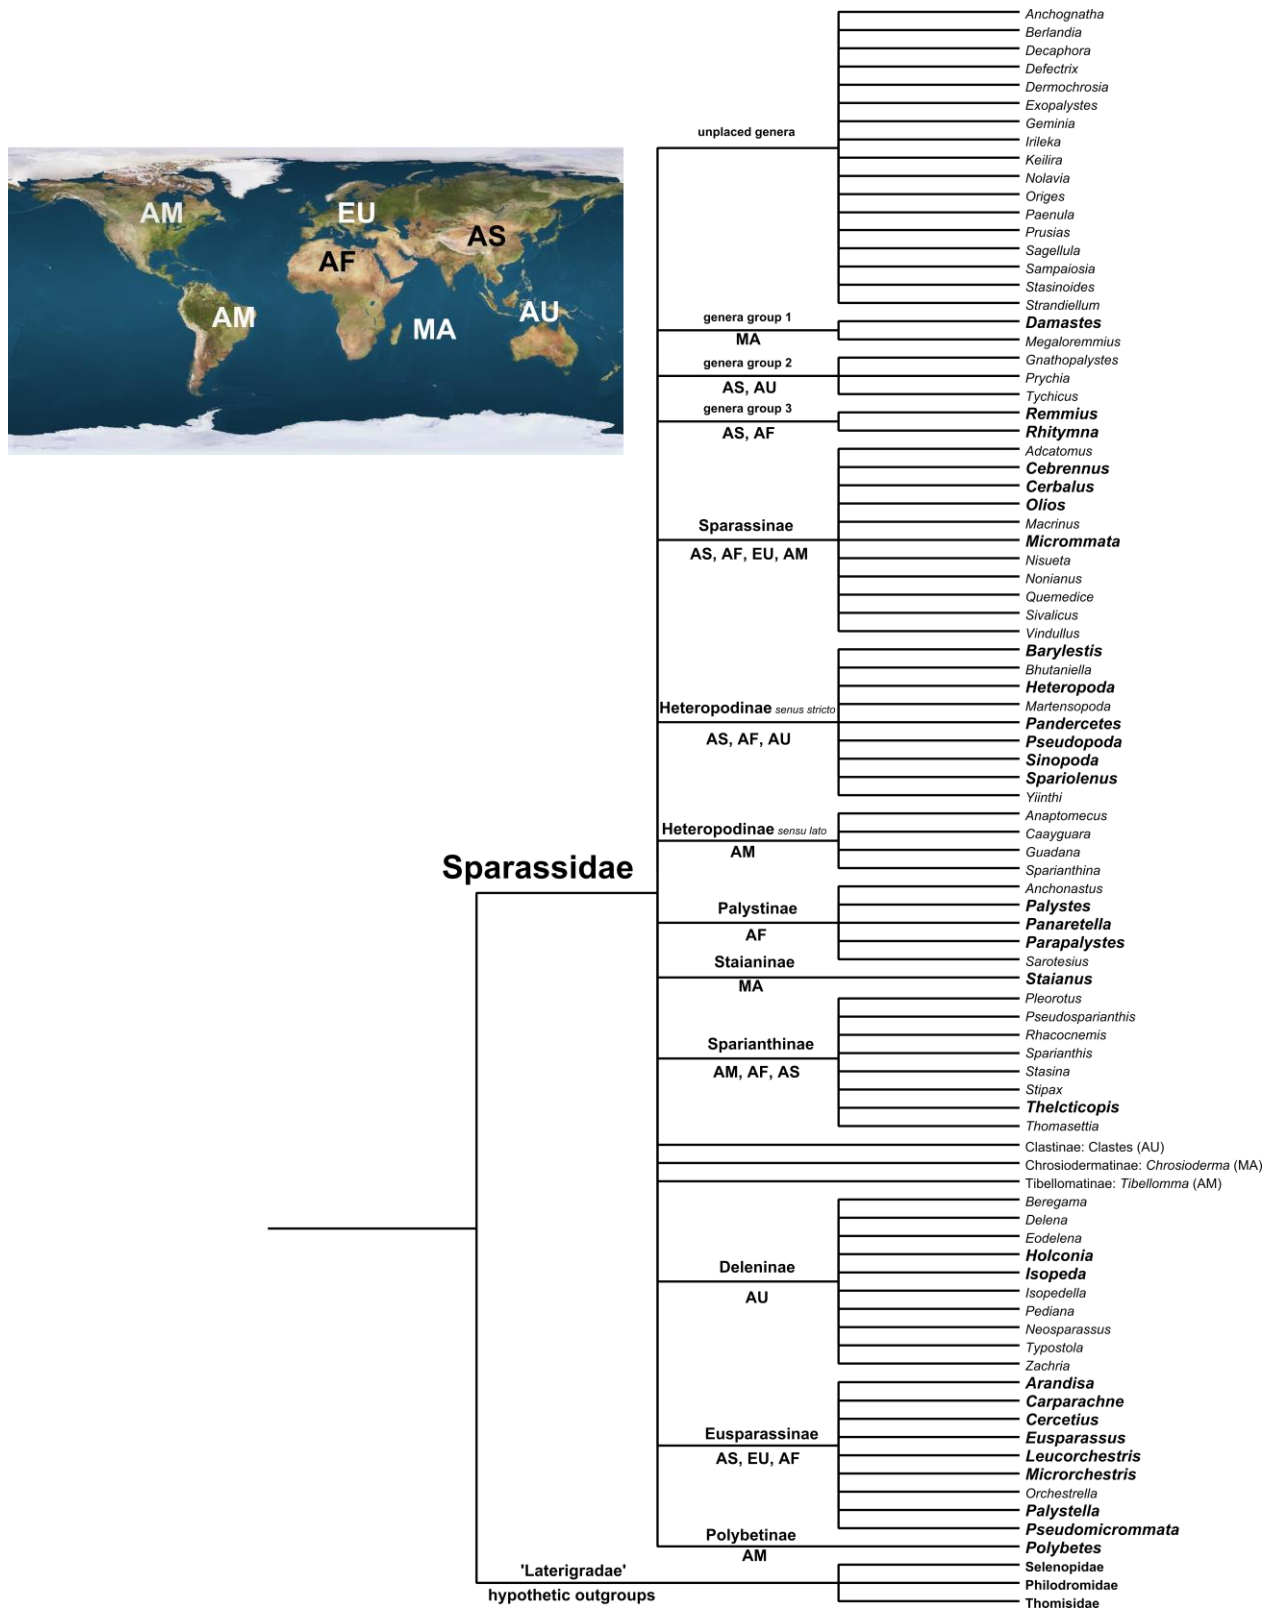 Anchognatha
Berlandia
Decaphora
Defectrix
Dermochrosia
Exopalystes
Geminia
unplaced genera
Irileka
Keilira
Nolavia
Origes
Paenula
Prusias
Sagellula
Sampaiosia
Stasinoides
Strandiellum
AM
EU
AS
AF
AM
MA
AU
genera group 1
MA
Damastes
Megaloremmius
genera group 2
AS, AU
Gnathopalystes
Prychia
Tychicus
genera group 3
AS, AF
Remmius
Rhitymna
Adcatomus
Cebrennus
Cerbalus
Olios
Macrinus
Sparassinae
AS, AF, EU, AM
Micrommata
Nisueta
Nonianus
Quemedice
Sivalicus
Vindullus
Barylestis
Bhutaniella
Heteropoda
Martensopoda
Heteropodinae senus stricto
AS, AF, AU
Pandercetes
Pseudopoda
Sinopoda
Spariolenus
Yiinthi
Anaptomecus
Heteropodinae sensu lato
AM
Caayguara
Guadana
Sparianthina
Sparassidae
Anchonastus
Palystes
Palystinae
AF
Panaretella
Parapalystes
Sarotesius
Staianinae
MA
Staianus
Pleorotus
Pseudosparianthis
Rhacocnemis
Sparianthinae
AM, AF, AS
Sparianthis
Stasina
Stipax
Thelcticopis
Thomasettia
Clastinae: Clastes (AU)
Chrosiodermatinae: Chrosioderma (MA)
Tibellomatinae: Tibellomma (AM)
Beregama
Delena
Eodelena
Holconia
Deleninae
AU
Isopeda
Isopedella
Pediana
Neosparassus
Typostola
Zachria
Arandisa
Carparachne
Cercetius
Eusparassinae
AS, EU, AF
Eusparassus
Leucorchestris
Microrchestris
Orchestrella
Palystella
Pseudomicrommata
Polybetinae
AM
Polybetes
'Laterigradae'
hypothetic outgroups
Selenopidae
Philodromidae
Thomisidae